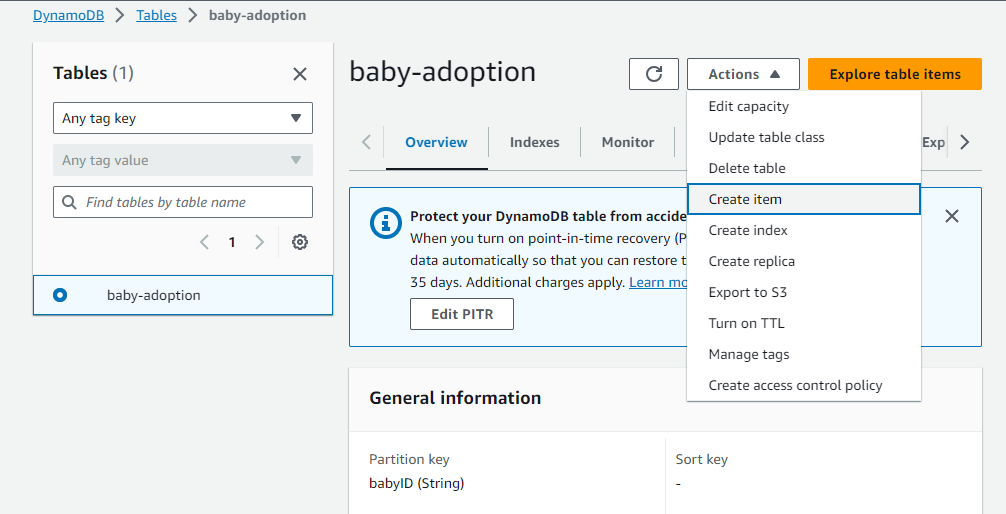 DynamoDB > Tables > baby-adoption
Tables (1)
Any tag key
Any tag value
Find tables by table name
1
baby-adoption
baby-adoption
Actions
Explore table items
Overview
Indexes
Monitor
Exp
Edit capacity
Update table class
Delete table
Create item
Create index
Create replica
Export to S3
Turn on TTL
Manage tags
Create access control policy
Protect your DynamoDB table from accide
When you turn on point-in-time recovery (P
data automatically so that you can restore t
35 days. Additional charges apply. Learn mo
Edit PITR
General information
Partition key
babyID (String)
Sort key
-